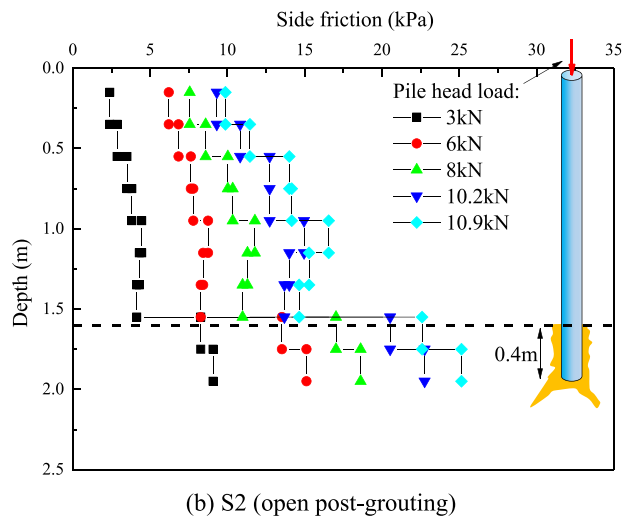 Side friction (kPa)
0 5 10 15 20 25 30 35
0.0
0.5
1.0
1.5
2.0
2.5
Depth (m)
Pile head load:
3kN
6kN
8kN
10.2kN
10.9kN
0.4m
(b) S2 (open post-grouting)